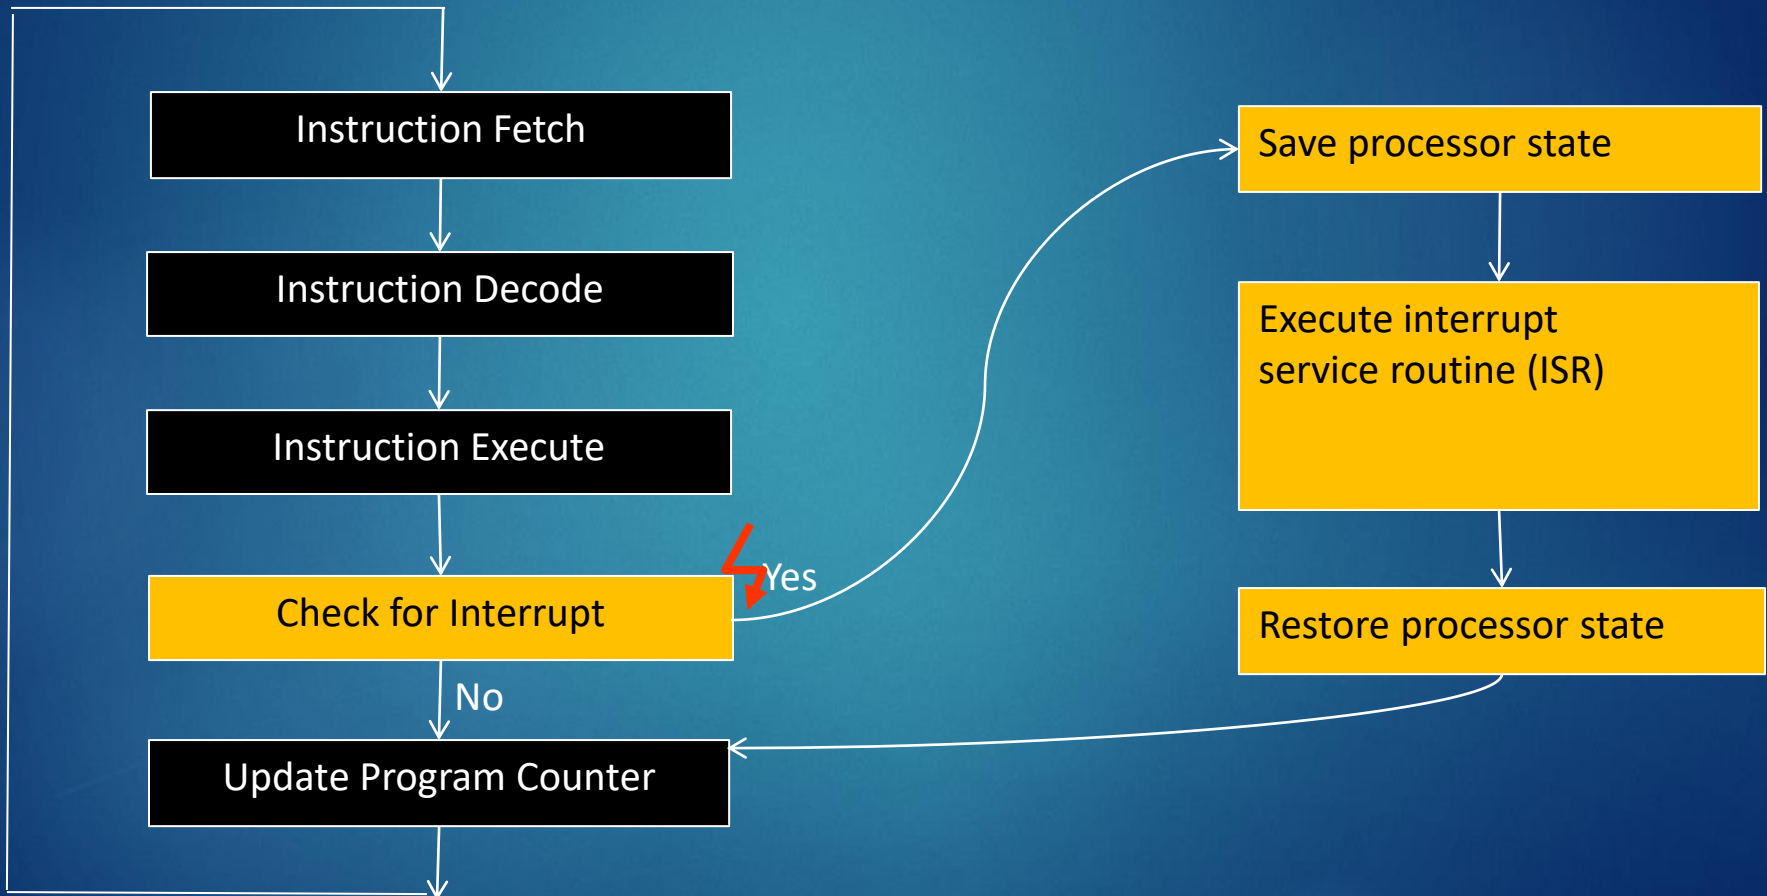 Instruction Fetch
Instruction Decode
Instruction Execute
Check for Interrupt
Yes
No
Update Program Counter
Save processor state
Execute interrupt
service routine (ISR)
Restore processor state